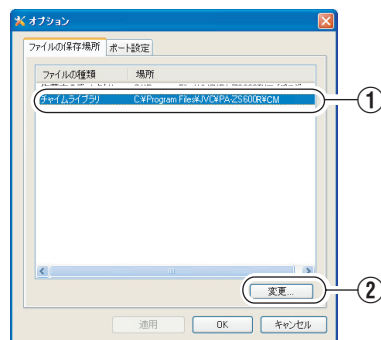 オプション
ファイルの保存場所 ポート設定
ファイルの種類 場所
チャイムライブラリ C:¥Program Files¥JVC¥PA-ZS600R¥CM
1
変更...
2
適用 OK キャンセル